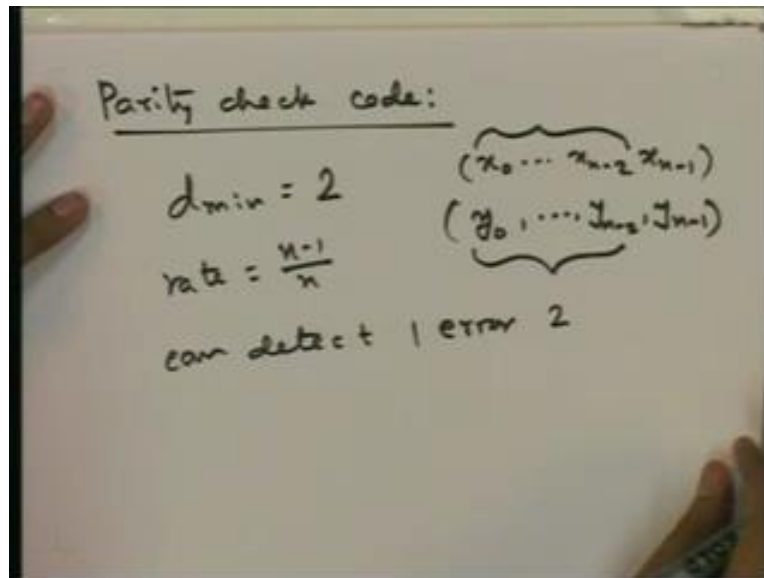 Parity check code:
dmin = 2
(x0 ... xn-2 xn-1)
(y0, ..., yn-2, yn-1)
rate = n-1/n
can detect 1 error 2